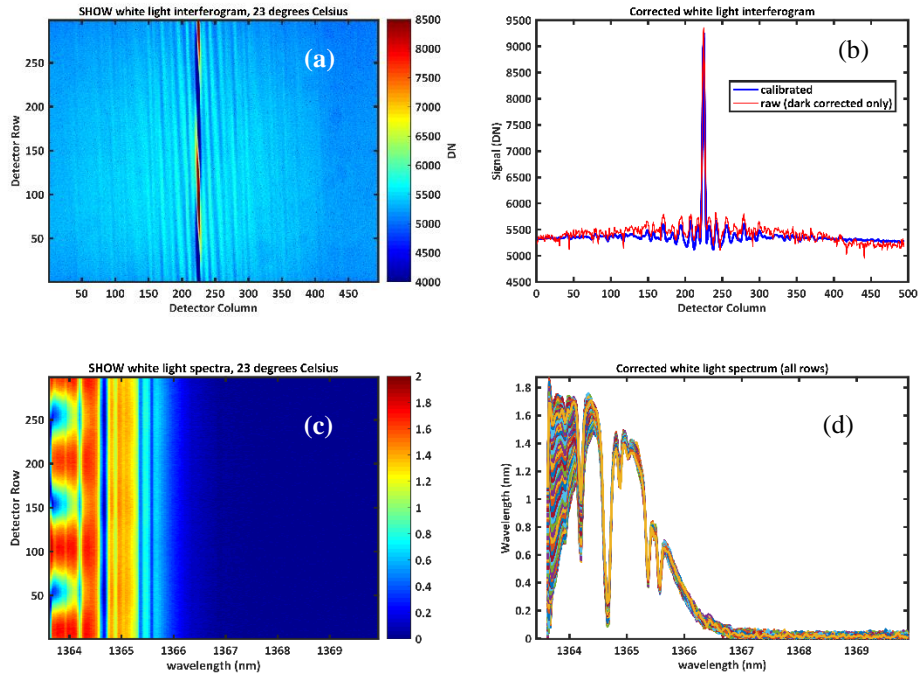 SHOW white light interferogram, 23 degrees Celsius
(a)
Detector Row
250
200
150
100
50
50 100 150 200 250 300 350 400 450
Detector Column
8500
8000
7500
7000
6500
6000
5500
5000
4500
4000
DN
Corrected white light interferogram
(b)
calibrated
raw (dark corrected only)
Signal (DN)
9500
9000
8500
8000
7500
7000
6500
6000
5500
5000
4500
0 50 100 150 200 250 300 350 400 450 500
Detector Column
SHOW white light spectra, 23 degrees Celsius
(c)
Detector Row
250
200
150
100
50
1364 1365 1366 1367 1368 1369
wavelength (nm)
2
1.8
1.6
1.4
1.2
1
0.8
0.6
0.4
0.2
0
Corrected white light spectrum (all rows)
(d)
Wavelength (nm)
1.8
1.6
1.4
1.2
1
0.8
0.6
0.4
0.2
0
1364 1365 1366 1367 1368 1369
wavelength (nm)